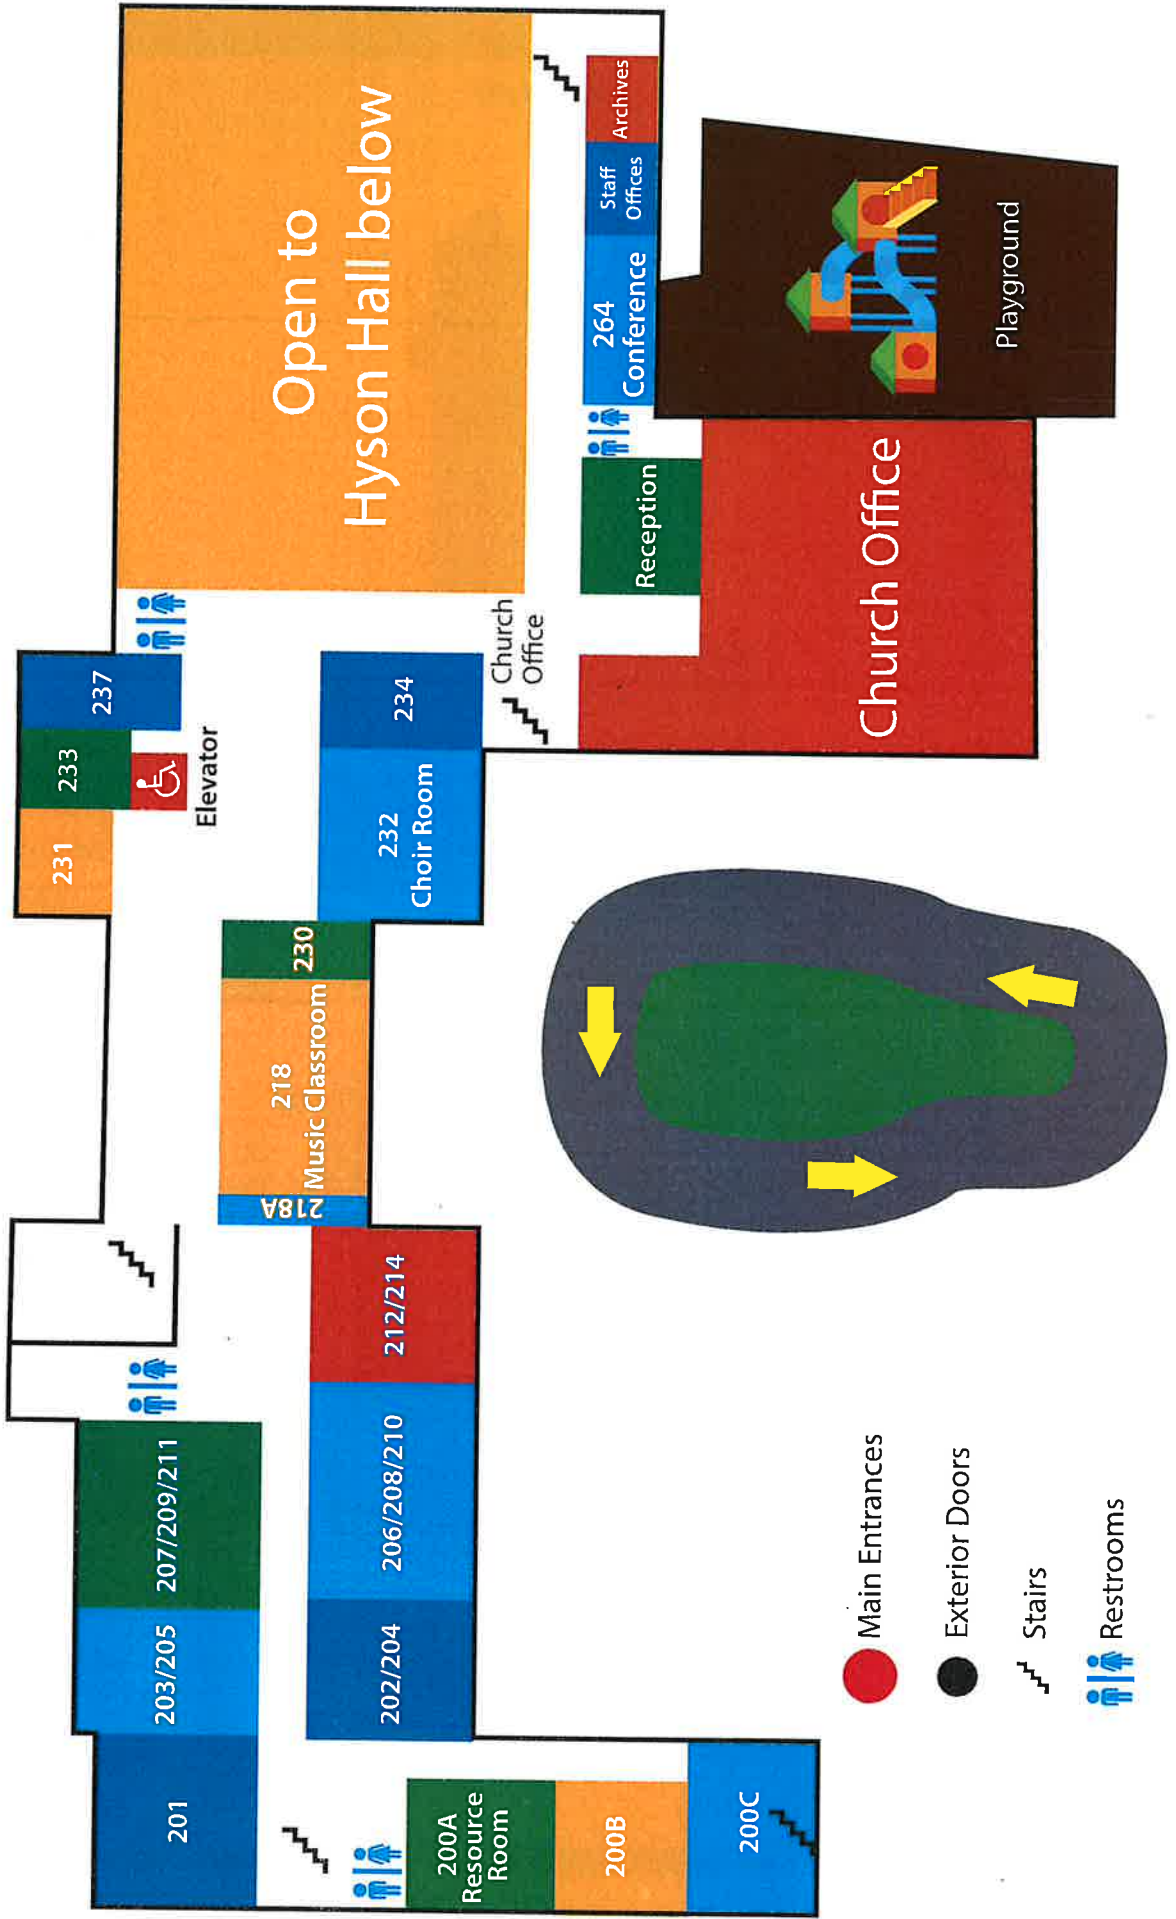 Open to
Hyson Hall below
Archives
Staff
Offices
264
Conference
Playground
Reception
Church Office
Church
Office
237
233
231
Elevator
234
232
Choir Room
230
218
Music Classroom
218A
212/214
207/209/211
206/208/210
203/205
202/204
201
200A
Resource
Room
200B
200C
Main Entrances
Exterior Doors
Stairs
Restrooms